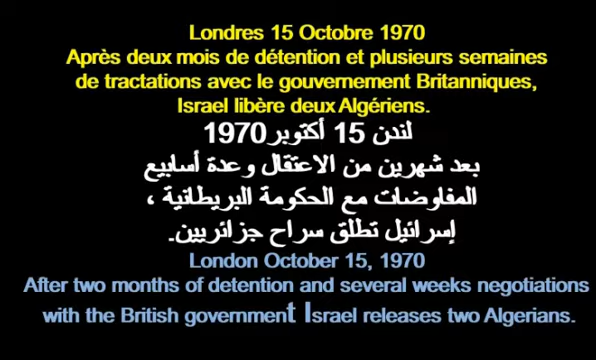 Londres 15 Octobre 1970
Après deux mois de détention et plusieurs semaines
de tractations avec le gouvernement Britanniques,
Israel libère deux Algériens.
لندن 15 أكتوبر1970
بعد شهرين من الاعتقال وعدة أسابيع
المفاوضات مع الحكومة البريطانية ،
إسرائيل تطلق سراح جزائريين.
London October 15, 1970
After two months of detention and several weeks negotiations
with the British government Israel releases two Algerians.